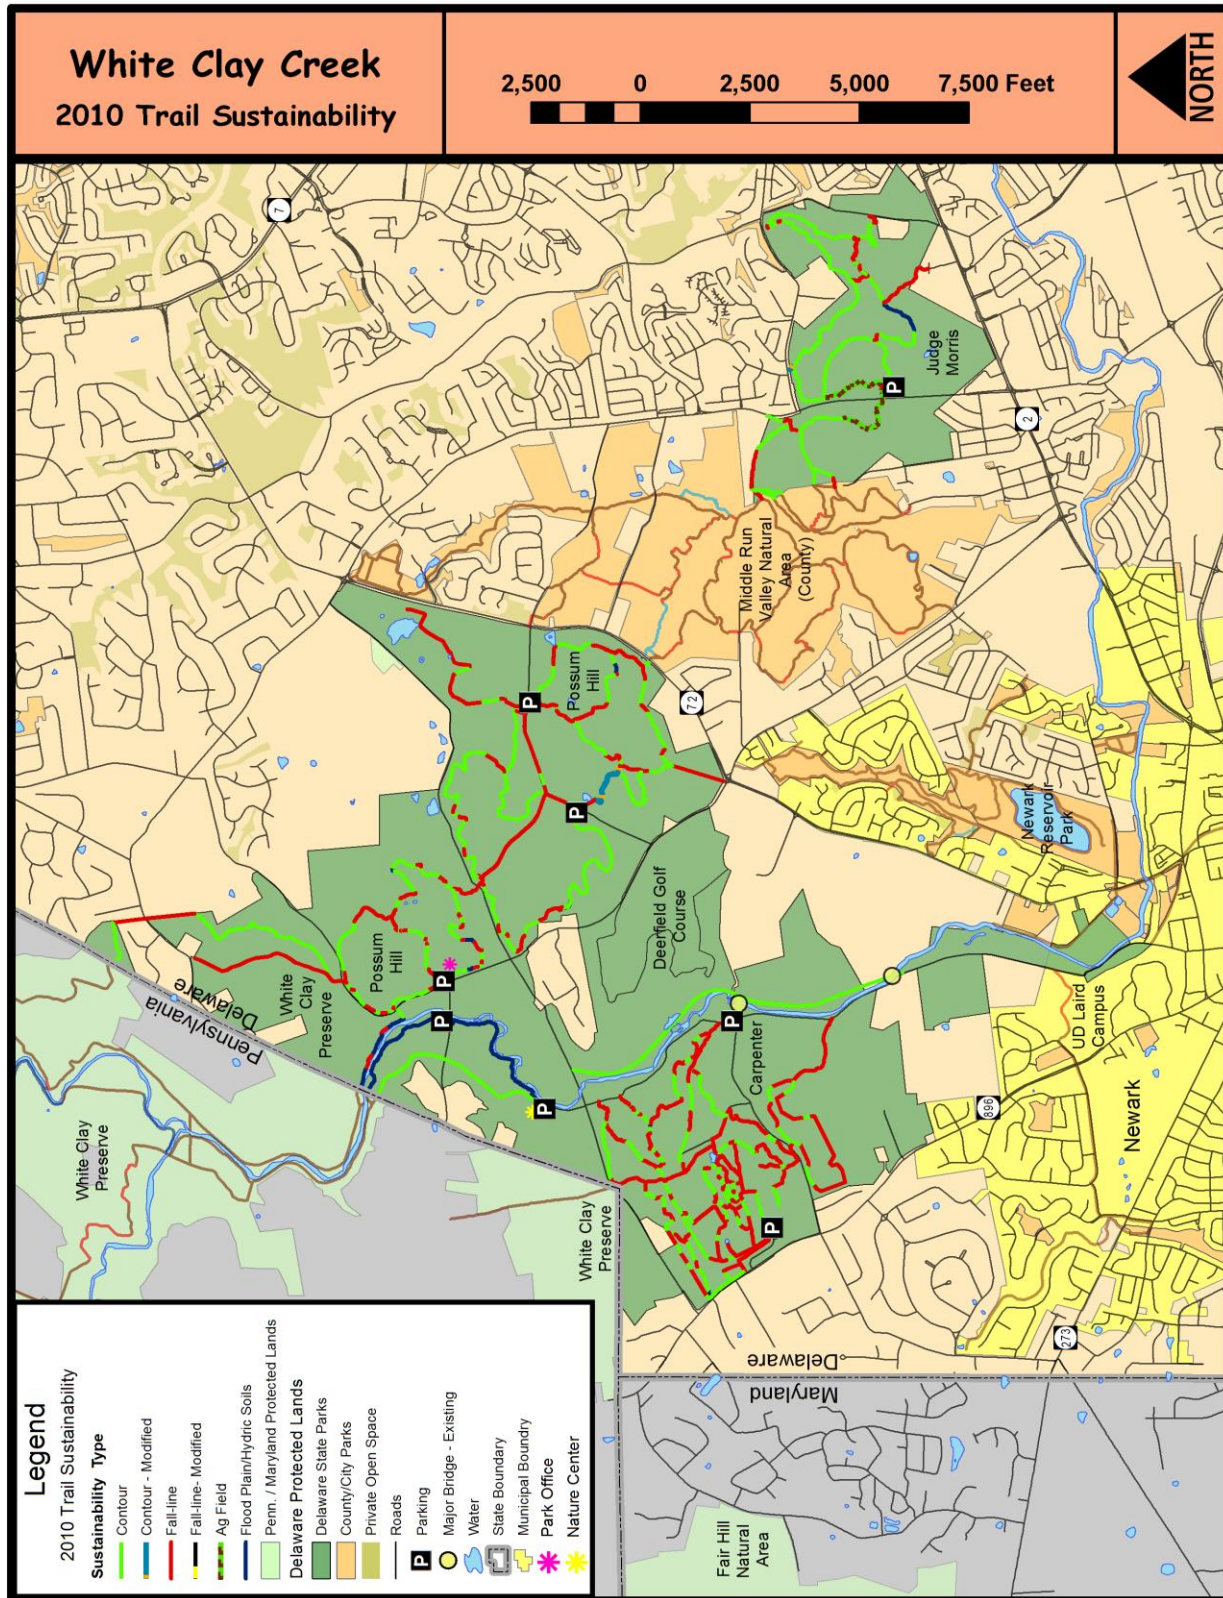 White Clay Creek
2010 Trail Sustainability
2,500 0 2,500 5,000 7,500 Feet
NORTH
7
Pennsylvania
Delaware
White Clay
Preserve
White Clay
Preserve
Possum
Hill
Possum
Hill
P
P
P
P
P
P
P
P
72
Middle Run
Valley Natural
Area
(County)
Judge
Morris
2
Deerfield Golf
Course
Newark
Reservoir
Park
Carpenter
White Clay
Preserve
UD Laird
Campus
896
Newark
273
Delaware
Maryland
Fair Hill
Natural
Area
Legend
2010 Trail Sustainability
Sustainability Type
Contour
Contour - Modified
Fall-line
Fall-line- Modified
Ag Field
Flood Plain/Hydric Soils
Penn. / Maryland Protected Lands
Delaware Protected Lands
Delaware State Parks
County/City Parks
Private Open Space
Roads
P Parking
Major Bridge - Existing
Water
State Boundary
Municipal Boundry
Park Office
Nature Center